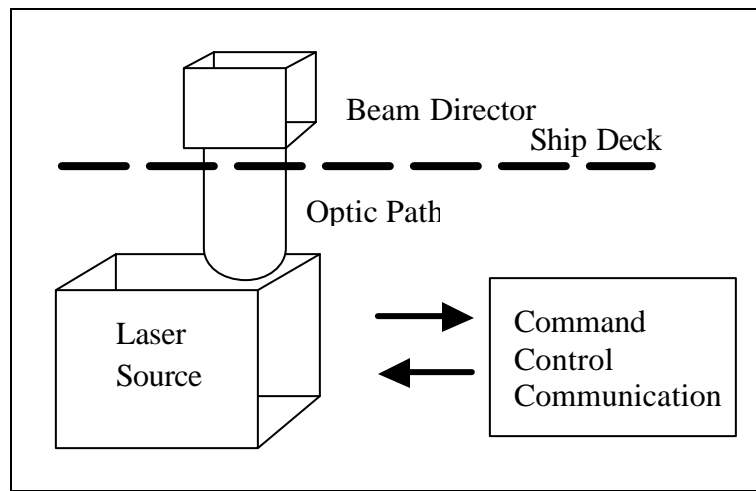 Beam Director
Ship Deck
Optic Path
Laser
Source
Command
Control
Communication